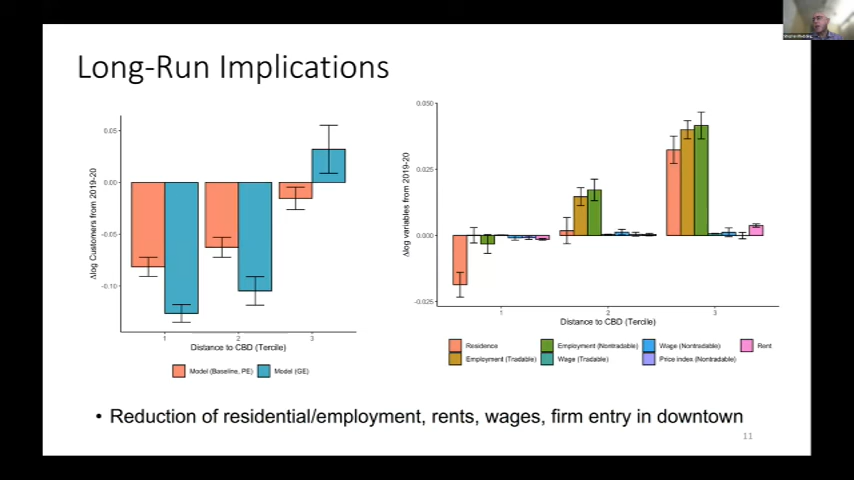 Long-Run Implications
Δlog Customers from 2019-20
0.05
0.00
-0.05
-0.10
1
2
3
Distance to CBD (Tercile)
Model (Baseline, PE)
Model (GE)
Δlog variables from 2019-20
0.050
0.025
0.000
-0.025
1
2
3
Distance to CBD (Tercile)
Residence
Employment (Nontradable)
Wage (Nontradable)
Rent
Employment (Tradable)
Wage (Tradable)
Price index (Nontradable)
• Reduction of residential/employment, rents, wages, firm entry in downtown
11